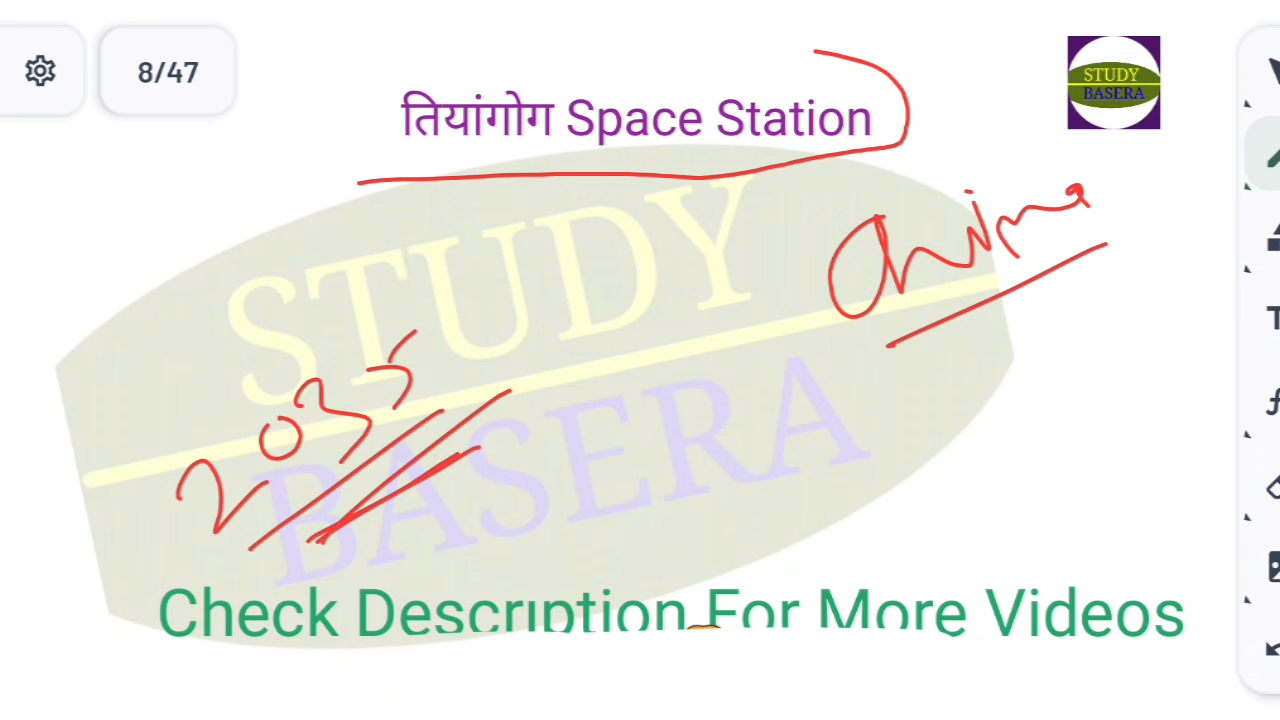 8/47
तियांगोग Space Station
STUDY
BASERA
China
2035
STUDY
BASERA
Check Description For More Videos
T